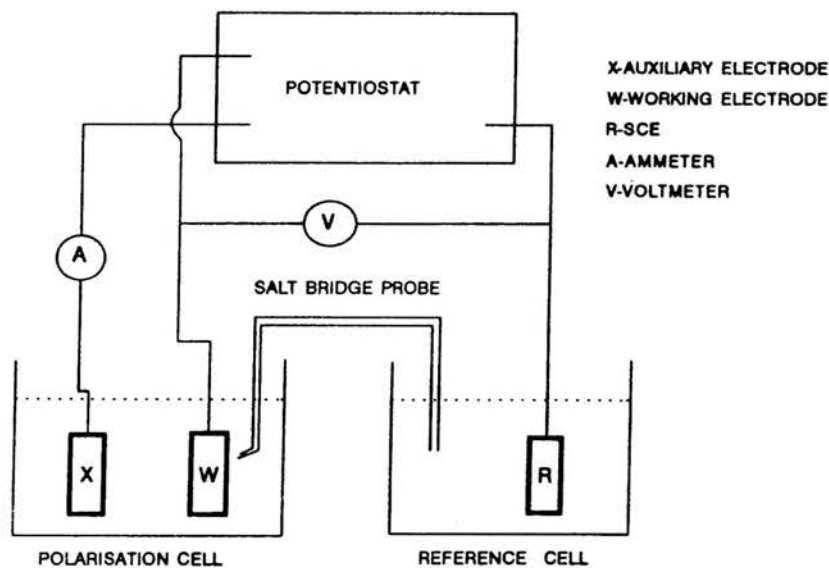 POTENTIOSTAT
X-AUXILIARY ELECTRODE
W-WORKING ELECTRODE
R-SCE
A-AMMETER
V-VOLTMETER
V
A
SALT BRIDGE PROBE
X
W
R
POLARISATION CELL
REFERENCE CELL